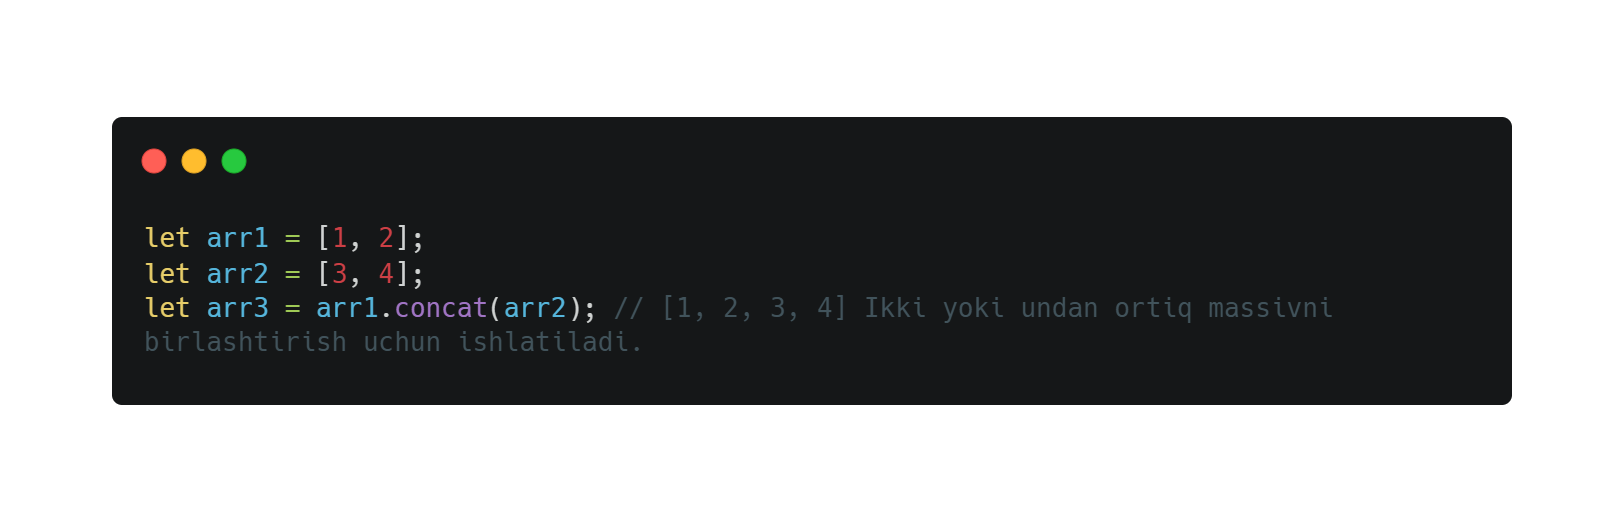 let arr1 = [1, 2];
let arr2 = [3, 4];
let arr3 = arr1.concat(arr2); // [1, 2, 3, 4] Ikki yoki undan ortiq massivni
birlashtirish uchun ishlatiladi.